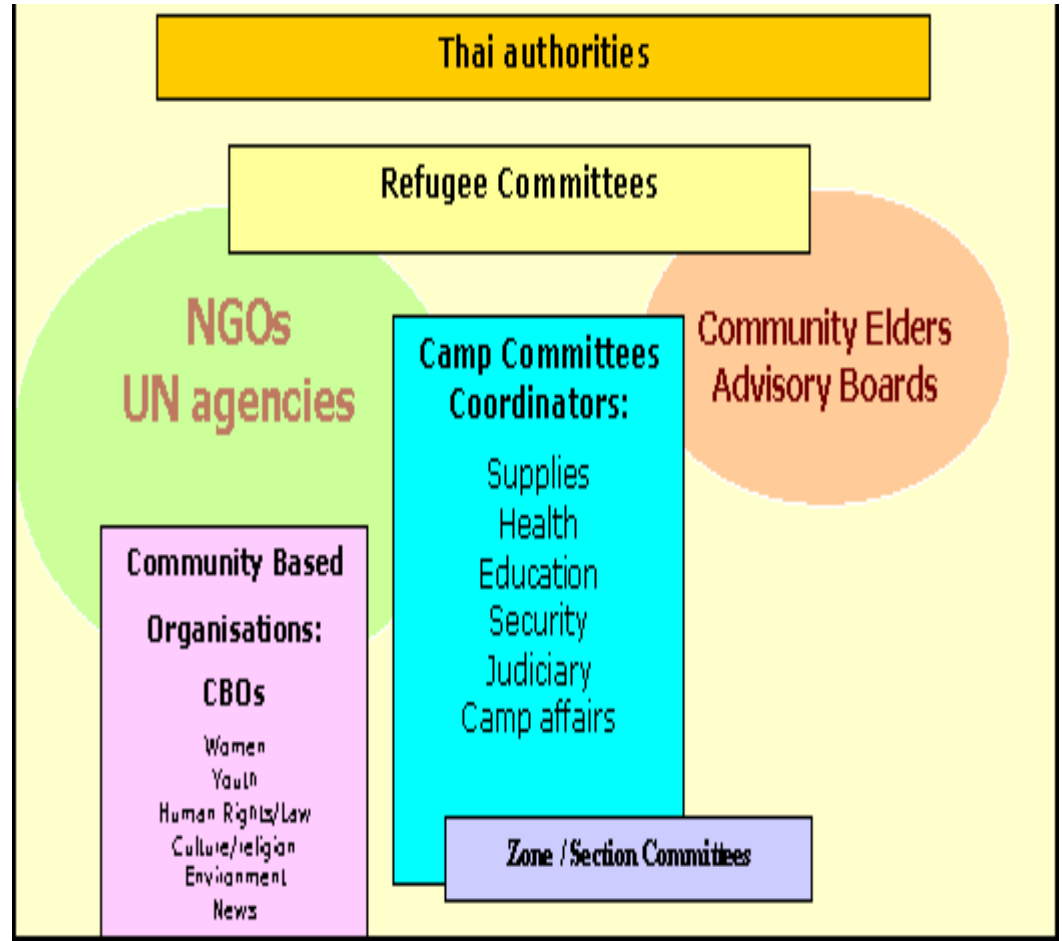 Thai authorities
Refugee Committees
NGOs
UN agencies
Community Elders
Advisory Boards
Camp Committees
Coordinators:
Supplies
Health
Education
Security
Judiciary
Camp affairs
Community Based
Organisations:
CBOs
Women
Youth
Human Rights/Law
Culture/religion
Environment
News
Zone / Section Committees